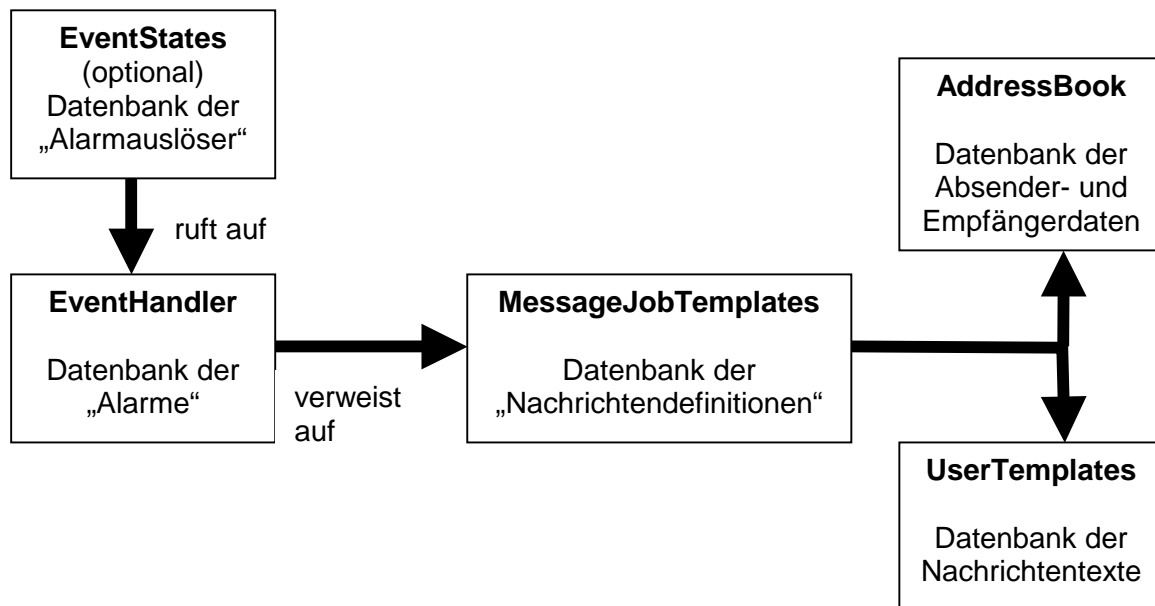 EventStates
(optional)
Datenbank der
„Alarmauslöser“
ruft auf
EventHandler
Datenbank der
„Alarme“
verweist
auf
MessageJobTemplates
Datenbank der
„Nachrichtendefinitionen“
AddressBook
Datenbank der
Absender- und
Empfängerdaten
UserTemplates
Datenbank der
Nachrichtentexte